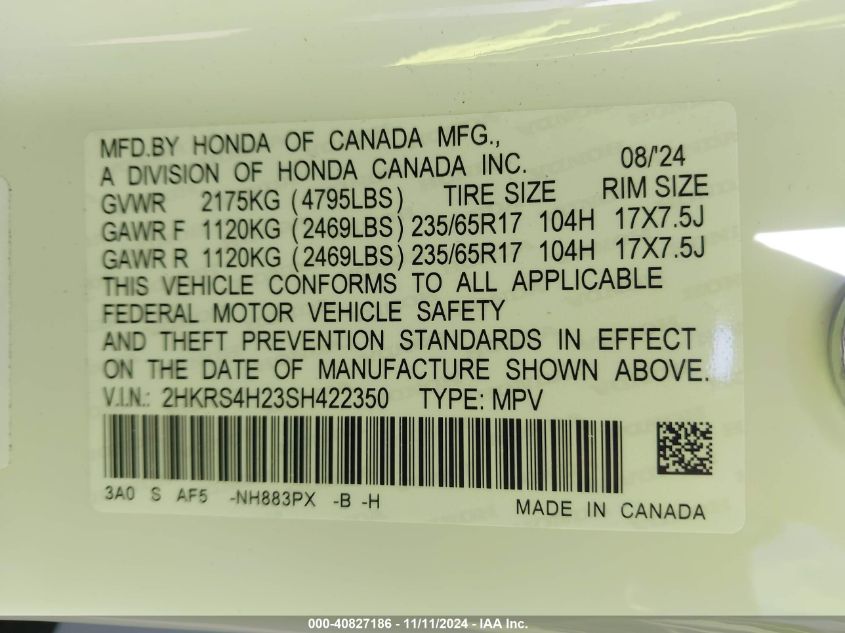 MFD.BY HONDA OF CANADA MFG.,
A DIVISION OF HONDA CANADA INC. 08/'24
GVWR 2175KG (4795LBS) TIRE SIZE RIM SIZE
GAWR F 1120KG (2469LBS) 235/65R17 104H 17X7.5J
GAWR R 1120KG (2469LBS) 235/65R17 104H 17X7.5J
THIS VEHICLE CONFORMS TO ALL APPLICABLE
FEDERAL MOTOR VEHICLE SAFETY
AND THEFT PREVENTION STANDARDS IN EFFECT
ON THE DATE OF MANUFACTURE SHOWN ABOVE.
V.I.N.: 2HKRS4H23SH422350 TYPE: MPV
3A0 S AF5 -NH883PX -B -H MADE IN CANADA
000-40827186 - 11/11/2024 - IAA Inc.